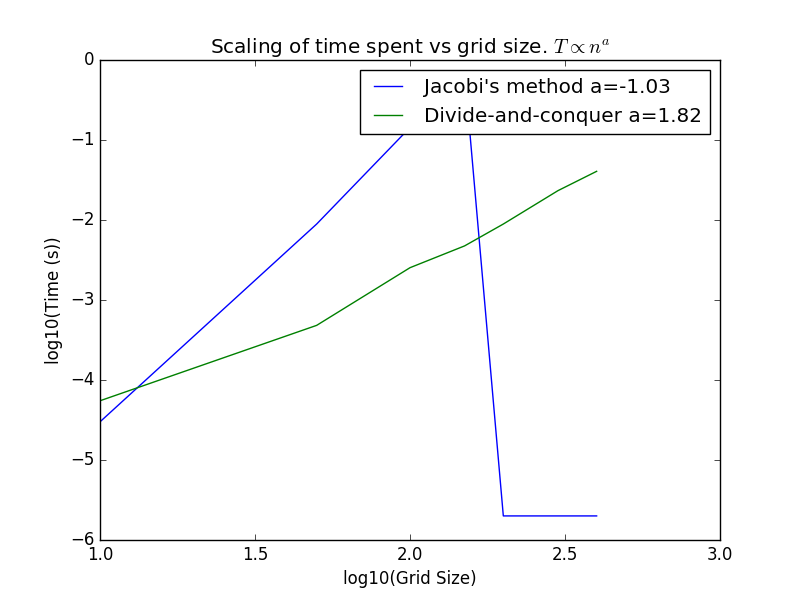 Scaling of time spent vs grid size. T ∝ n^a
Jacobi's method a=-1.03
Divide-and-conquer a=1.82
0
−1
−2
−3
−4
−5
−6
log10(Time (s))
1.0 1.5 2.0 2.5 3.0
log10(Grid Size)